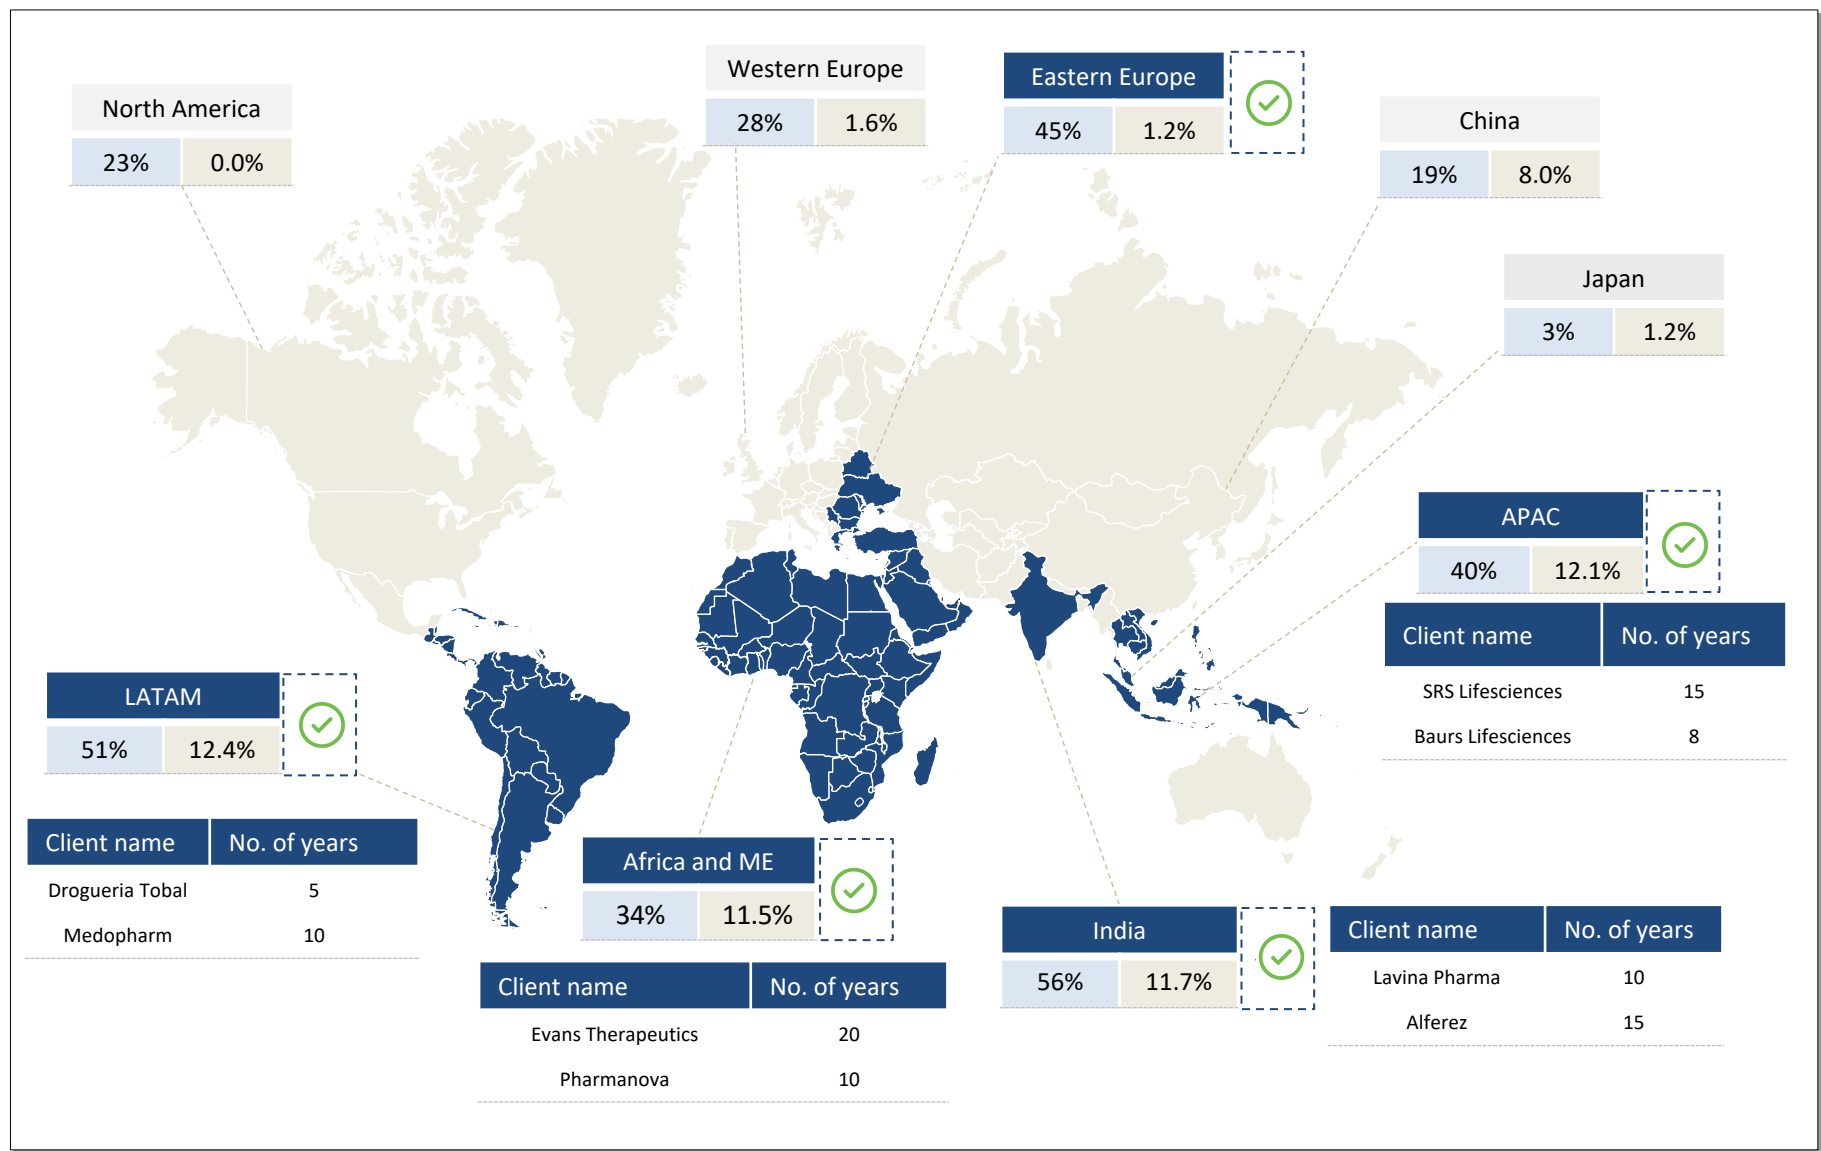 Western Europe
28% 1.6%
Eastern Europe
45% 1.2%
North America
23% 0.0%
China
19% 8.0%
Japan
3% 1.2%
APAC
40% 12.1%
Client name No. of years
SRS Lifesciences 15
Baurs Lifesciences 8
LATAM
51% 12.4%
Client name No. of years
Drogueria Tobal 5
Medopharm 10
Africa and ME
34% 11.5%
Client name No. of years
Evans Therapeutics 20
Pharmanova 10
India
56% 11.7%
Client name No. of years
Lavina Pharma 10
Alferez 15